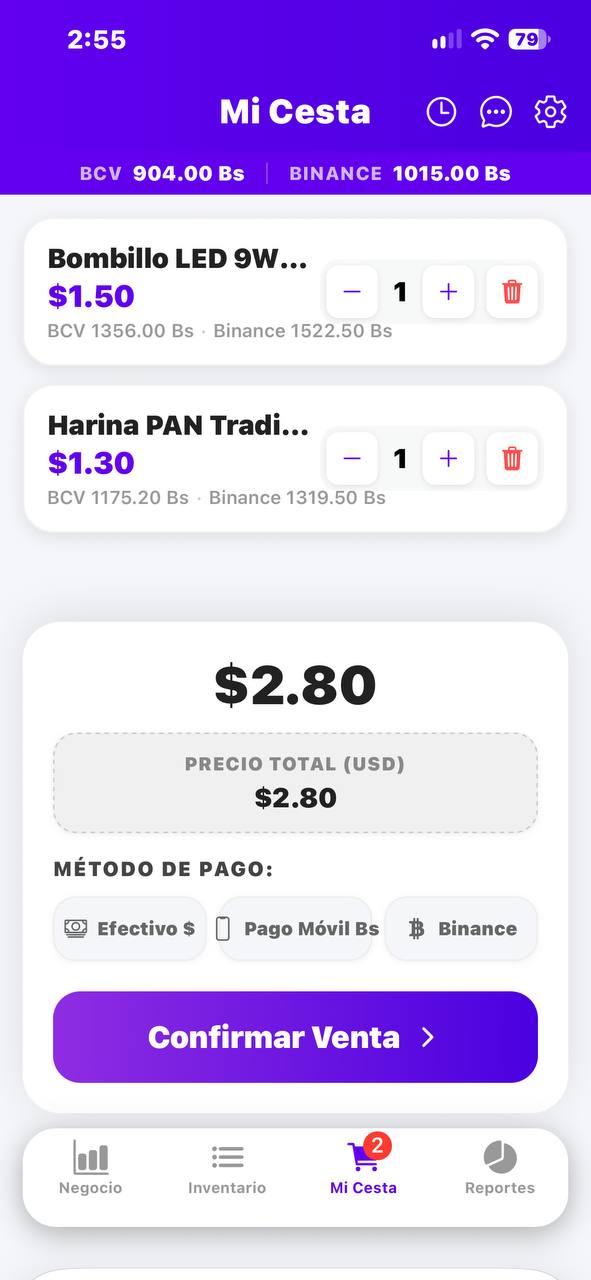 2:55
79
Mi Cesta
BCV 904.00 Bs BINANCE 1015.00 Bs
Bombillo LED 9W...
$1.50
1
BCV 1356.00 Bs · Binance 1522.50 Bs
Harina PAN Tradi...
$1.30
1
BCV 1175.20 Bs · Binance 1319.50 Bs
$2.80
PRECIO TOTAL (USD)
$2.80
MÉTODO DE PAGO:
Efectivo $ Pago Móvil Bs Binance
Confirmar Venta
2
Negocio Inventario Mi Cesta Reportes